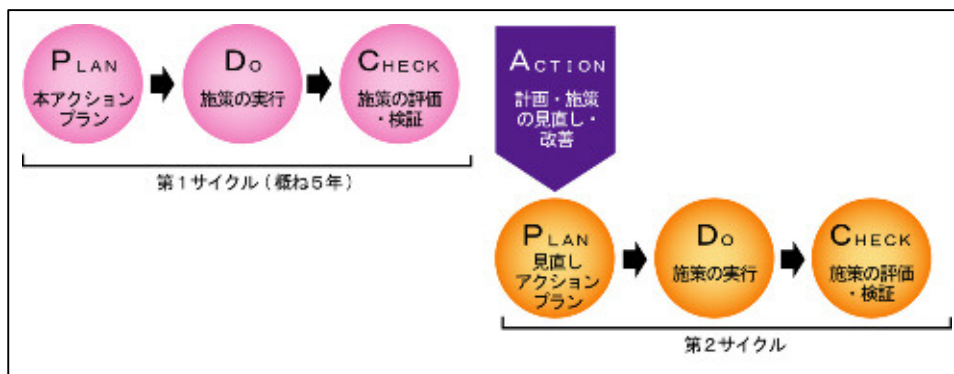 PLAN
本アクション
プラン
DO
施策の実行
CHECK
施策の評価
・検証
第1サイクル(概ね5年)
ACTION
計画・施策
の見直し・
改善
PLAN
見直し
アクション
プラン
DO
施策の実行
CHECK
施策の評価
・検証
第2サイクル